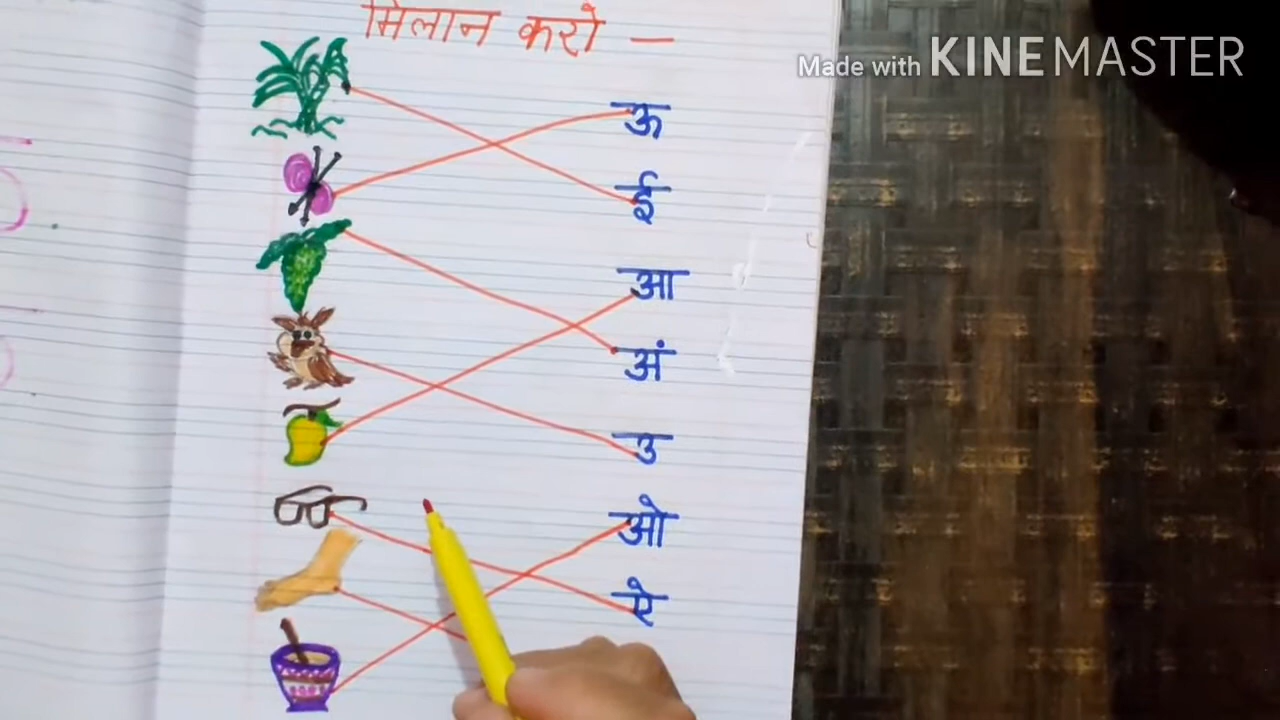 मिलान करो —
Made with KINEMASTER
ऊ
ई
आ
अं
उ
ओ
ऐ